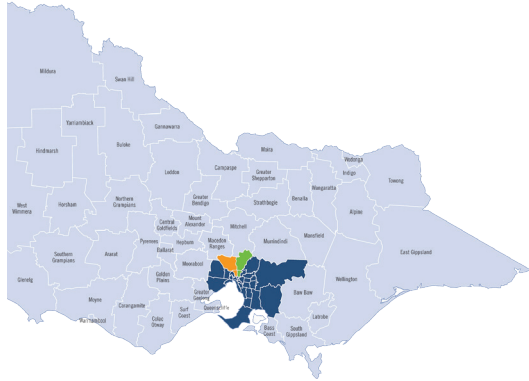 Mildura
Swan Hill
Yarriambiack
Gannawarra
Buloke
Hindmarsh
Moira
Wodonga
Indigo
Towong
Campaspe
Greater
Shepparton
Loddon
Wangaratta
Benalla
Strathbogie
Greater
Bendigo
Northern
Grampians
West
Wimmera
Horsham
Alpine
Mount
Alexander
Central
Goldfields
Mitchell
Mansfield
Murrindindi
Macedon
Ranges
Pyrenees
Hepburn
East Gippsland
Ballarat
Ararat
Southern
Grampians
Moorabool
Golden
Plains
Wellington
Glenelg
Greater
Geelong
Baw Baw
Moyne
Corangamite
Surf
Coast
Queenscliffe
Latrobe
Warrnambool
Colac
Otway
Bass
Coast
South
Gippsland